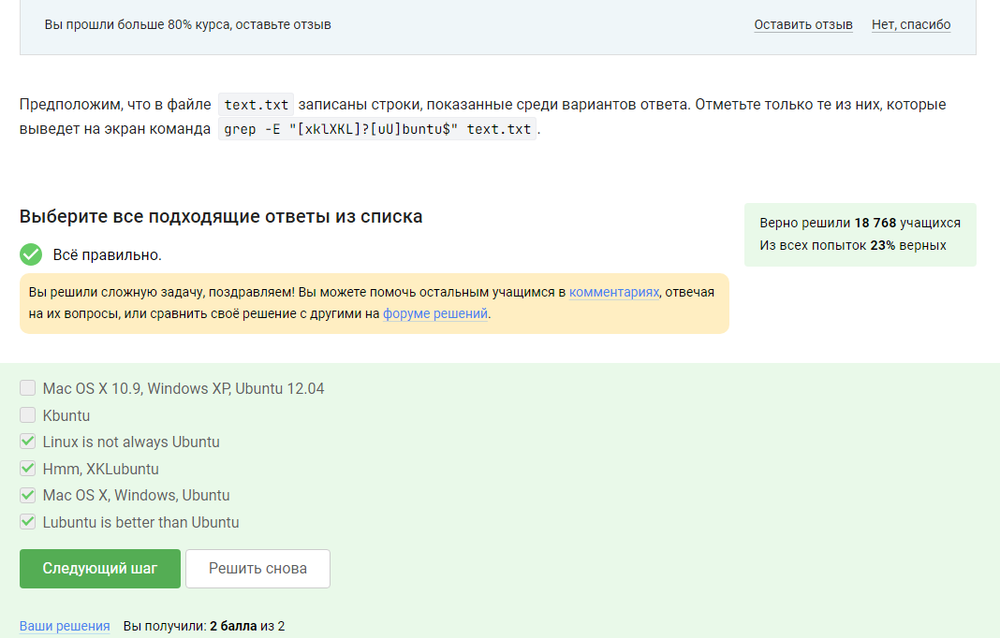 Вы прошли больше 80% курса, оставьте отзыв
Оставить отзыв
Нет, спасибо
Предположим, что в файле text.txt записаны строки, показанные среди вариантов ответа. Отметьте только те из них, которые
выведет на экран команда grep -E "[xklXKL]?[uU]buntu$" text.txt.
Выберите все подходящие ответы из списка
Верно решили 18 768 учащихся
Из всех попыток 23% верных
Всё правильно.
Вы решили сложную задачу, поздравляем! Вы можете помочь остальным учащимся в комментариях, отвечая
на их вопросы, или сравнить своё решение с другими на форуме решений.
Mac OS X 10.9, Windows XP, Ubuntu 12.04
Kbuntu
Linux is not always Ubuntu
Hmm, XKLubuntu
Mac OS X, Windows, Ubuntu
Lubuntu is better than Ubuntu
Следующий шаг
Решить снова
Ваши решения
Вы получили: 2 балла из 2